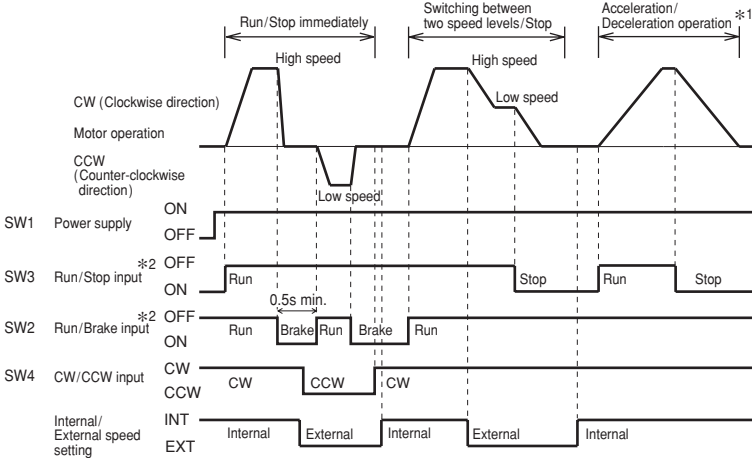 Run/Stop immediately
Switching between
two speed levels/Stop
Acceleration/
Deceleration operation *1
High speed
High speed
CW (Clockwise direction)
Low speed
Motor operation
CCW
(Counter-clockwise
direction)
Low speed
SW1 Power supply ON
OFF
SW3 Run/Stop input *2 OFF
ON
Run Stop Run Stop
0.5s min.
SW2 Run/Brake input *2 OFF
ON
Run Brake Run Brake Run
SW4 CW/CCW input CW
CCW
CW CCW CW
Internal/
External speed
setting
INT
EXT
Internal External Internal External Internal